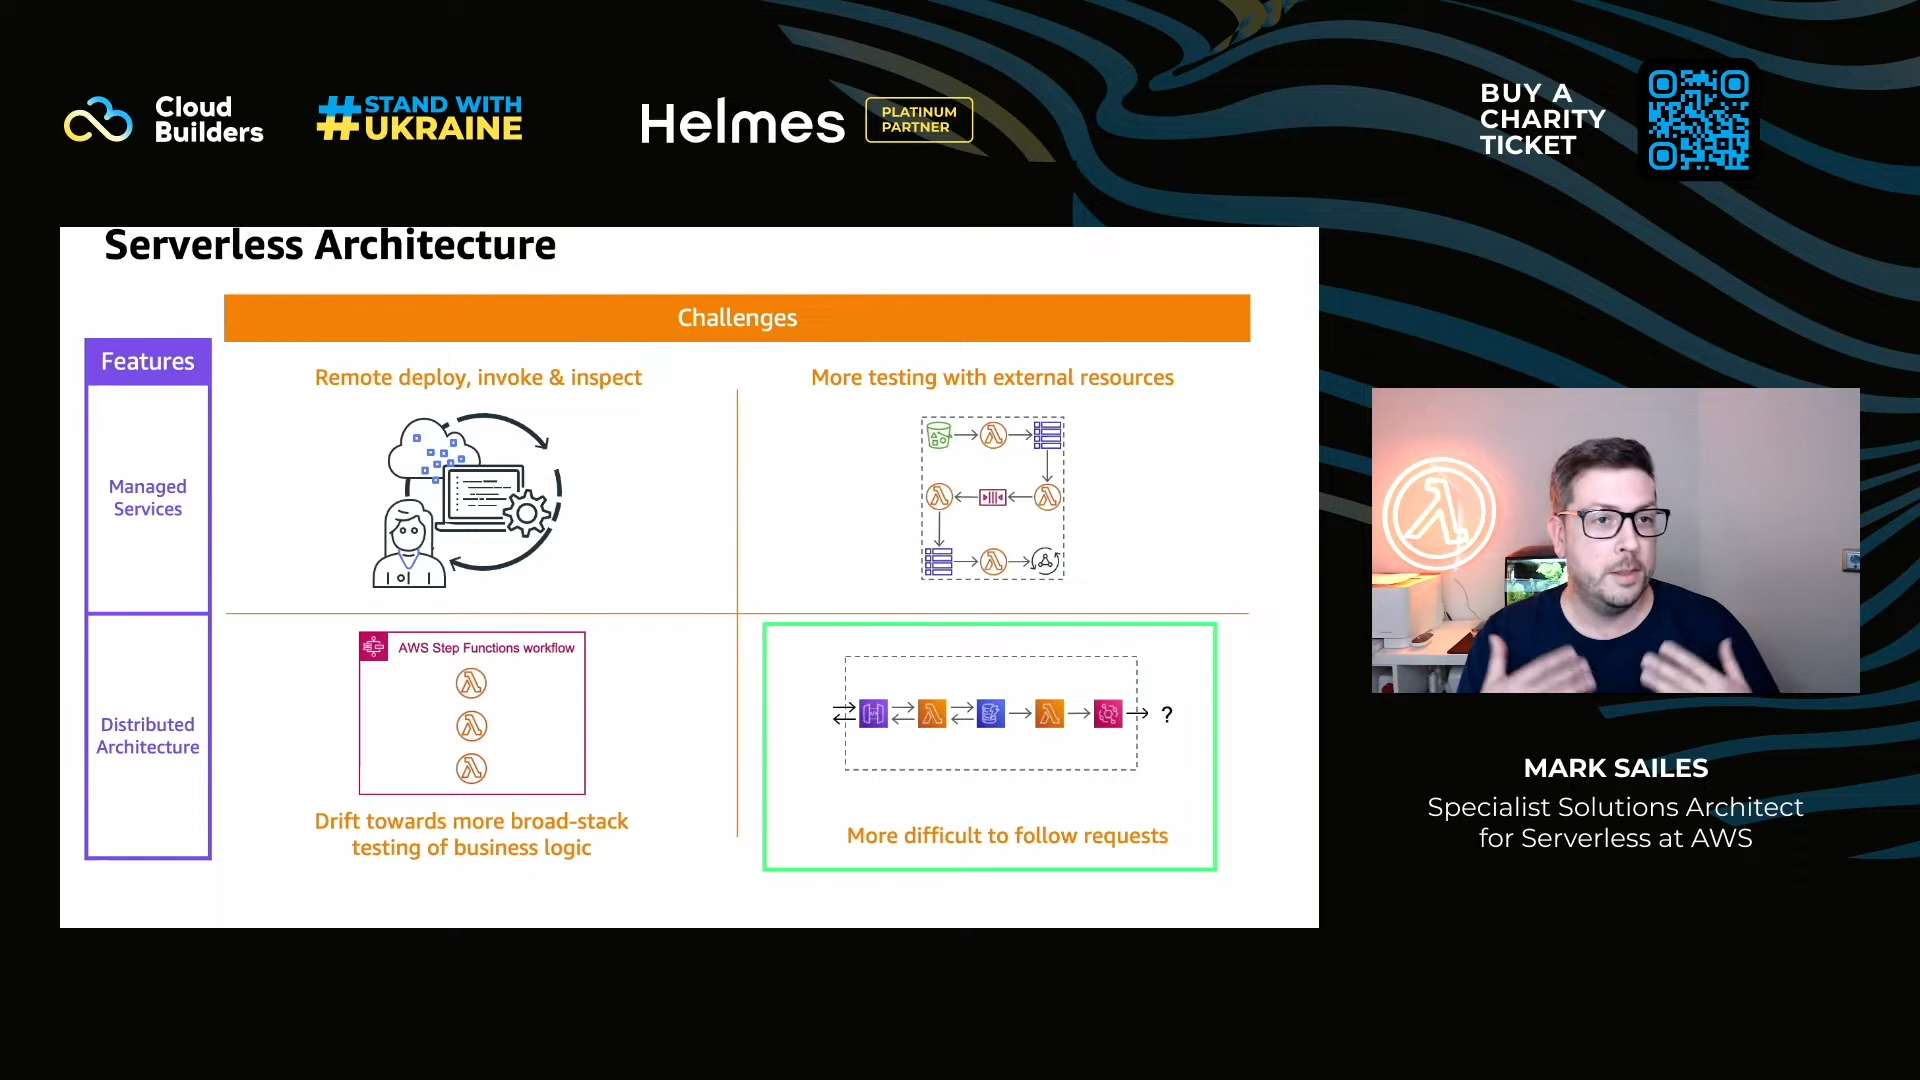 Cloud
Builders
#STAND WITH
UKRAINE
Helmes
PLATINUM
PARTNER
BUY A
CHARITY
TICKET
Serverless Architecture
Challenges
Features
Remote deploy, invoke & inspect
More testing with external resources
Managed
Services
AWS Step Functions workflow
Distributed
Architecture
?
Drift towards more broad-stack
testing of business logic
More difficult to follow requests
MARK SAILES
Specialist Solutions Architect
for Serverless at AWS